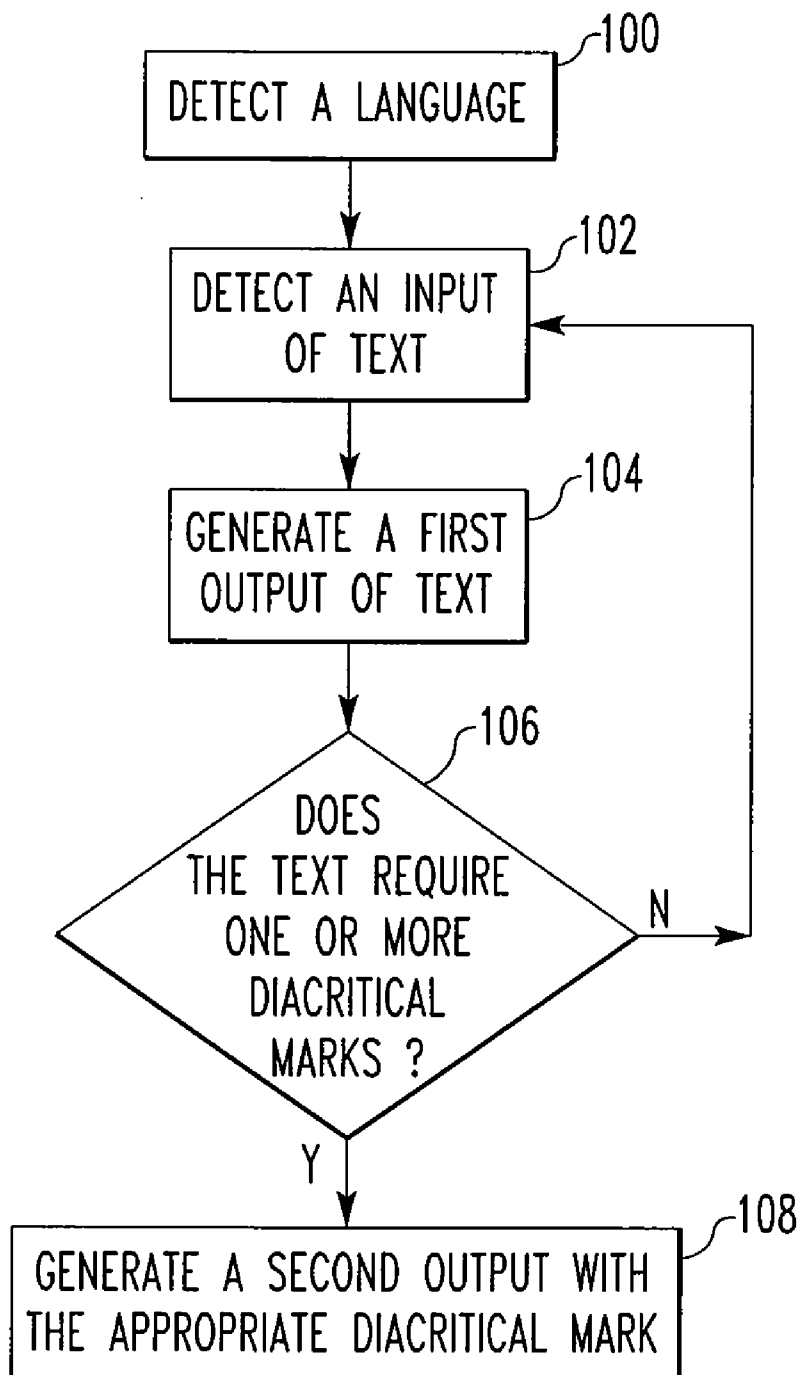 100
DETECT A LANGUAGE
102
DETECT AN INPUT
OF TEXT
104
GENERATE A FIRST
OUTPUT OF TEXT
106
DOES
THE TEXT REQUIRE
ONE OR MORE
DIACRITICAL
MARKS ?
N
Y
108
GENERATE A SECOND OUTPUT WITH
THE APPROPRIATE DIACRITICAL MARK